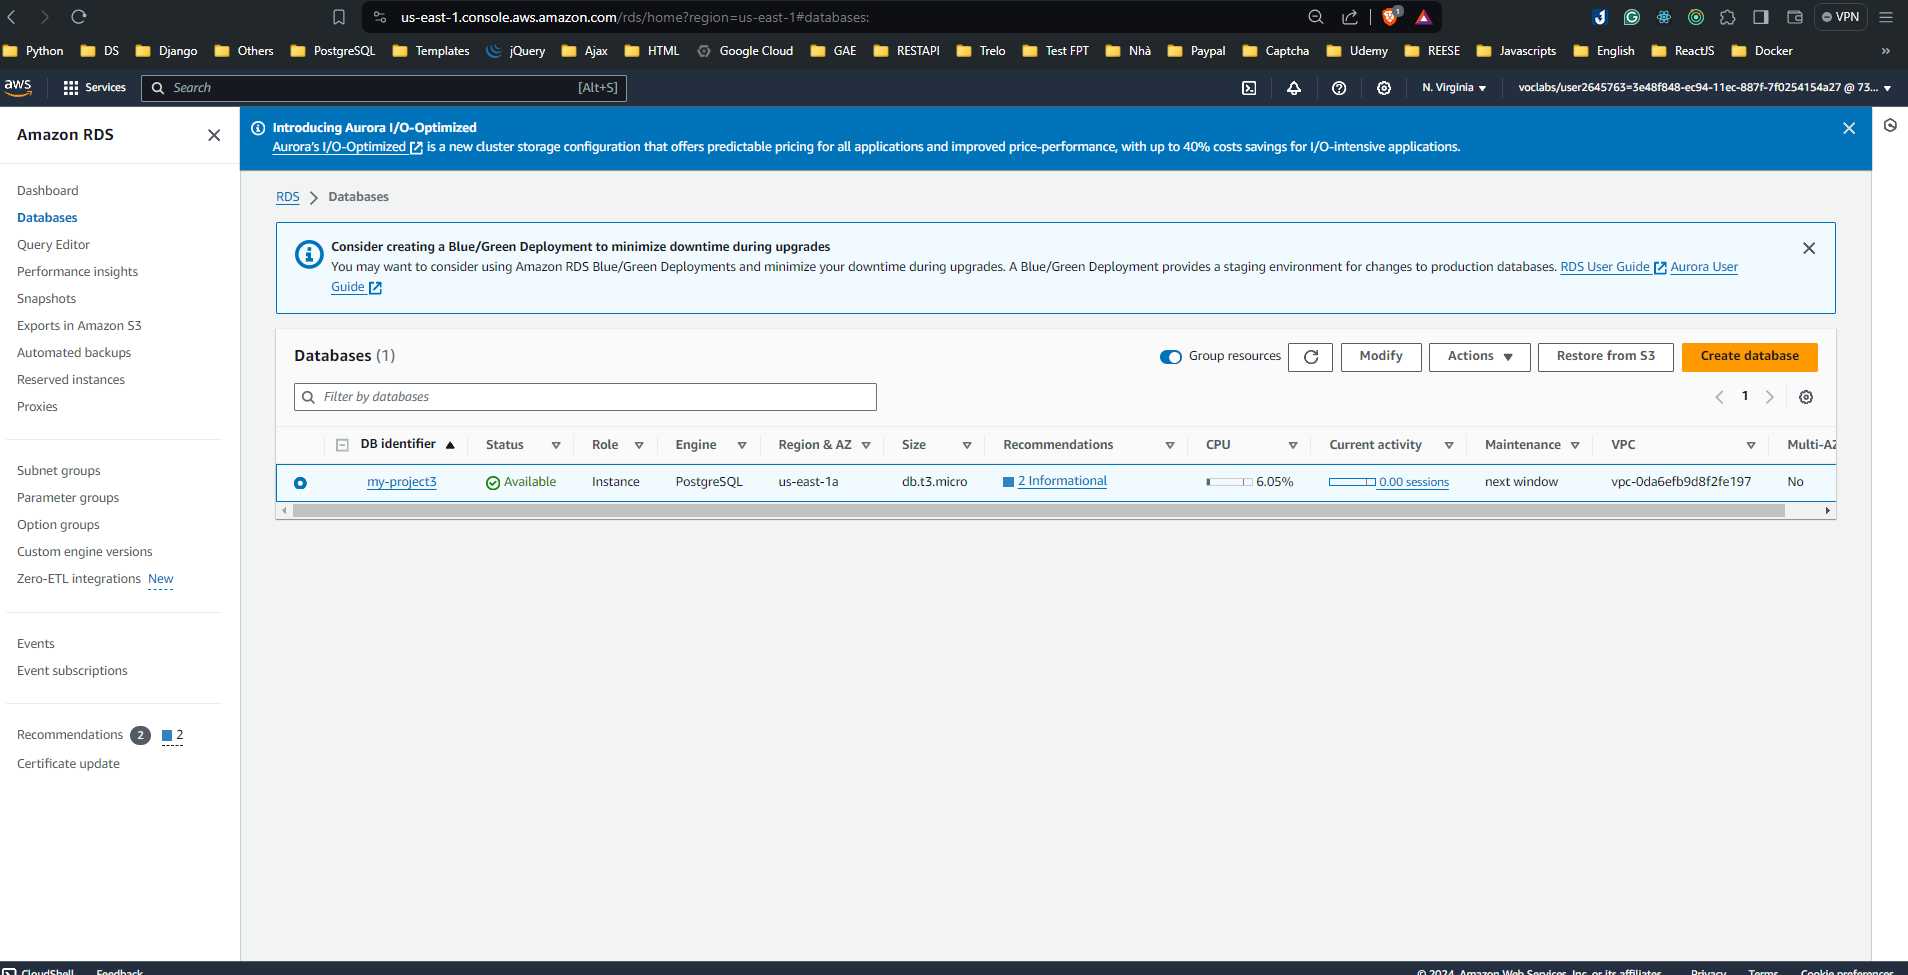 us-east-1.console.aws.amazon.com/rds/home?region=us-east-1#databases:
1
VPN
Python DS Django Others PostgreSQL Templates jQuery Ajax HTML Google Cloud GAE RESTAPI Trelo Test FPT Nhà Paypal Captcha Udemy REESE Javascripts English ReactJS Docker »
aws Services Search [Alt+S] N. Virginia voclabs/user2645763=3e48f848-ec94-11ec-887f-7f0254154a27 @ 73...
Amazon RDS
Dashboard
Databases
Query Editor
Performance insights
Snapshots
Exports in Amazon S3
Automated backups
Reserved instances
Proxies
Subnet groups
Parameter groups
Option groups
Custom engine versions
Zero-ETL integrations New
Events
Event subscriptions
Recommendations 2 2
Certificate update
Introducing Aurora I/O-Optimized
Aurora's I/O-Optimized is a new cluster storage configuration that offers predictable pricing for all applications and improved price-performance, with up to 40% costs savings for I/O-intensive applications.
RDS Databases
Consider creating a Blue/Green Deployment to minimize downtime during upgrades
You may want to consider using Amazon RDS Blue/Green Deployments and minimize your downtime during upgrades. A Blue/Green Deployment provides a staging environment for changes to production databases. RDS User Guide Aurora User
Guide
Databases (1) Group resources Modify Actions Restore from S3 Create database
Filter by databases 1
DB identifier Status Role Engine Region & AZ Size Recommendations CPU Current activity Maintenance VPC Multi-AZ
my-project3 Available Instance PostgreSQL us-east-1a db.t3.micro 2 Informational 6.05% 0.00 sessions next window vpc-0da6efb9d8f2fe197 No
CloudShell Feedback © 2024, Amazon Web Services, Inc. or its affiliates. Privacy Terms Cookie preferences